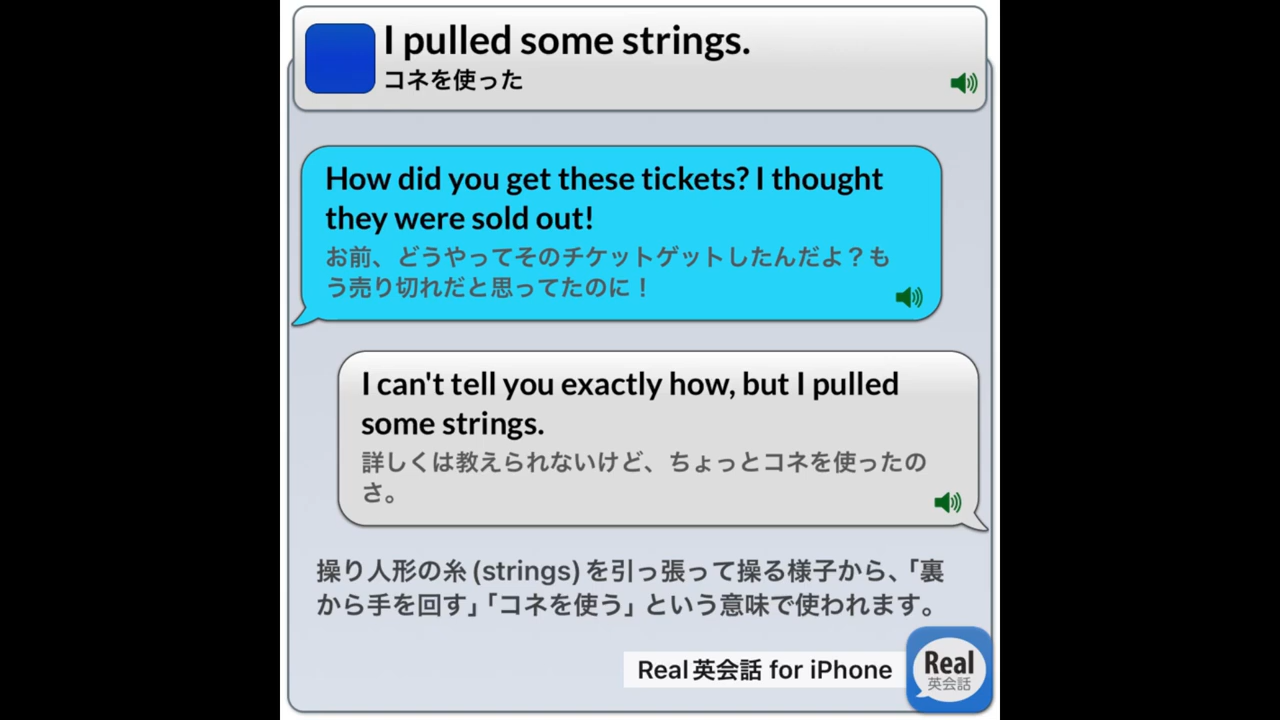 I pulled some strings.
コネを使った
How did you get these tickets? I thought
they were sold out!
お前、どうやってそのチケットゲットしたんだよ？も
う売り切れだと思ってたのに！
I can't tell you exactly how, but I pulled
some strings.
詳しくは教えられないけど、ちょっとコネを使ったの
さ。
操り人形の糸(strings)を引っ張って操る様子から、「裏
から手を回す」「コネを使う」という意味で使われます。
Real英会話 for iPhone
Real
英会話